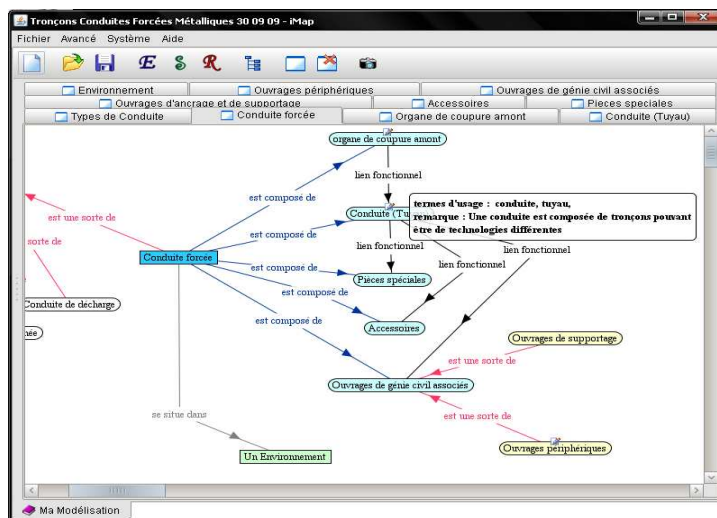 Tronçons Conduites Forcées Métalliques 30 09 09 - iMap
Fichier Avancé Système Aide
E S R
Environnement Ouvrages périphériques Ouvrages de génie civil associés
Ouvrages d'ancrage et de supportage Accessoires Pieces speciales
Types de Conduite Conduite forcée Organe de coupure amont Conduite (Tuyau)
organe de coupure amont
lien fonctionnel
est composé de
est une sorte de
termes d'usage : conduite, tuyau,
remarque : Une conduite est composée de tronçons pouvant
être de technologies différentes
Conduite (Tu
est composé de
sorte de
lien fonctionnel
lien fonctionnel
lien fonctionnel
Conduite forcée
est composé de
Pièces spéciales
est composé de
Conduite de décharge
est composé de
Accessoires
née
Ouvrages de supportage
est une sorte de
Ouvrages de génie civil associés
se situe dans
est une sorte de
Ouvrages périphériques
Un Environnement
Ma Modélisation